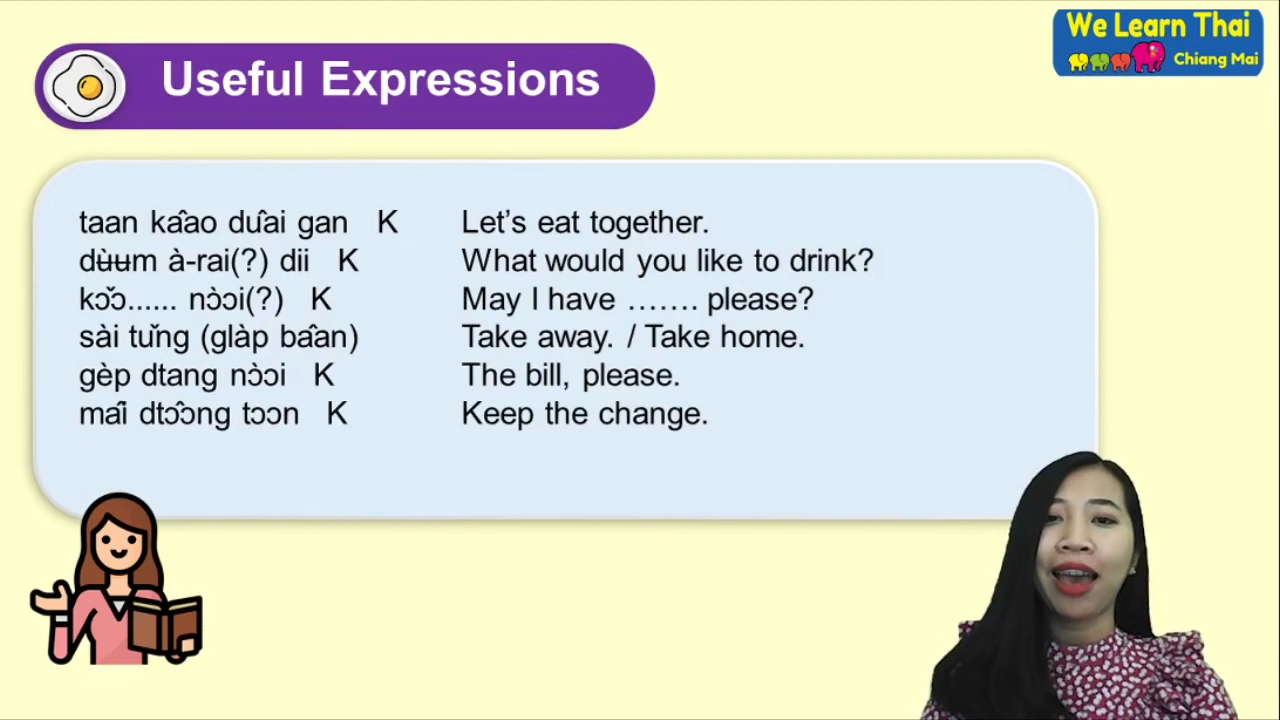 We Learn Thai
Chiang Mai
Useful Expressions
taan kâao dûai gan K Let’s eat together.
dʉ̀ʉm à-rai(?) dii K What would you like to drink?
kɔ̌ɔ...... nɔ̀ɔi(?) K May I have ……. please?
sài tǔng (glàp bâan) Take away. / Take home.
gèp dtang nɔ̀ɔi K The bill, please.
mâi dtɔ̂ɔng tɔɔn K Keep the change.